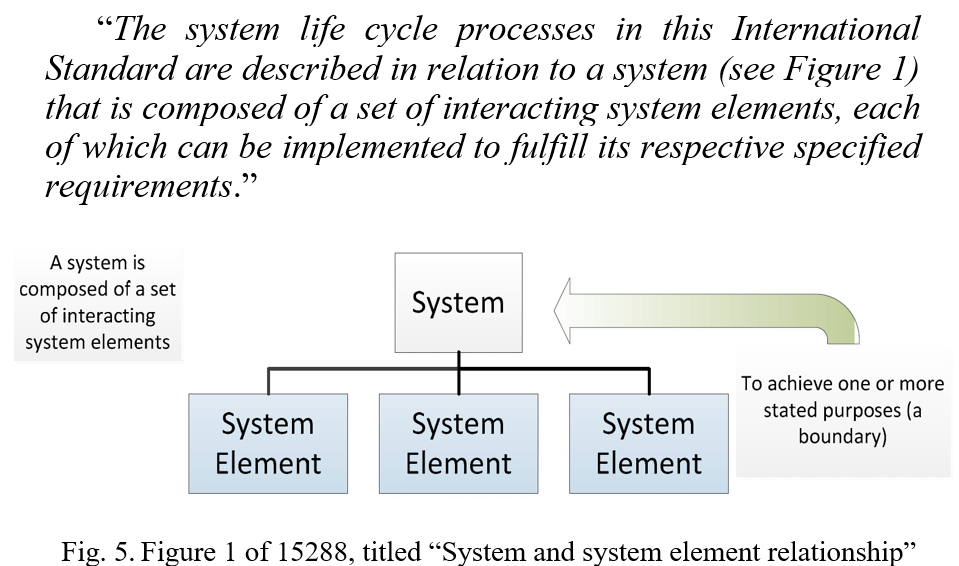 “The system life cycle processes in this International
Standard are described in relation to a system (see Figure 1)
that is composed of a set of interacting system elements, each
of which can be implemented to fulfill its respective specified
requirements.”
A system is
composed of a set
of interacting
system elements
System
To achieve one or more
stated purposes (a
boundary)
System
Element
System
Element
System
Element
Fig. 5. Figure 1 of 15288, titled “System and system element relationship”